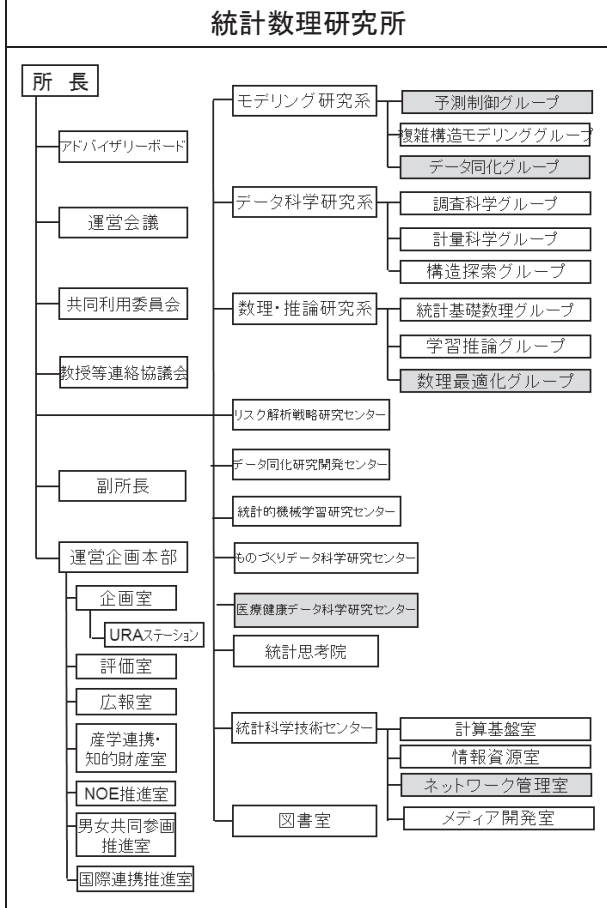 統計数理研究所
所 長
アドバイザリーボード
運営会議
共同利用委員会
教授等連絡協議会
副所長
運営企画本部
企画室
URAステーション
評価室
広報室
産学連携・
知的財産室
NOE推進室
男女共同参画
推進室
国際連携推進室
モデリング研究系
予測制御グループ
複雑構造モデリンググループ
データ同化グループ
データ科学研究系
調査科学グループ
計量科学グループ
構造探索グループ
数理・推論研究系
統計基礎数理グループ
学習推論グループ
数理最適化グループ
リスク解析戦略研究センター
データ同化研究開発センター
統計的機械学習研究センター
ものづくりデータ科学研究センター
医療健康データ科学研究センター
統計思考院
統計科学技術センター
計算基盤室
情報資源室
ネットワーク管理室
メディア開発室
図書室